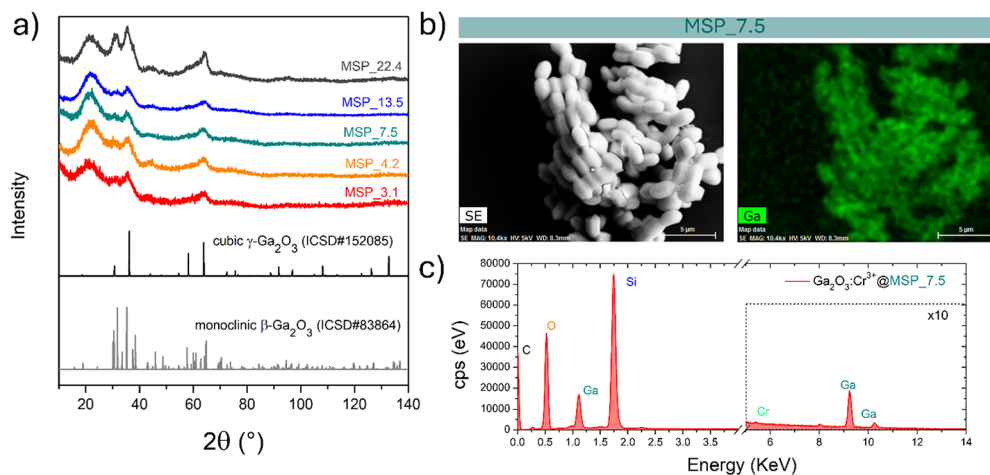 a)
MSP_22.4
MSP_13.5
MSP_7.5
MSP_4.2
MSP_3.1
cubic γ-Ga₂O₃ (ICSD#152085)
monoclinic β-Ga₂O₃ (ICSD#83864)
Intensity
20 40 60 80 100 120 140
2θ (°)
b)
MSP_7.5
SE
Map data
SE MAG: 10.4kx HV: 5kV WD: 8.3mm
5 µm
Ga
Map data
SE MAG: 10.4kx HV: 5kV WD: 8.3mm
5 µm
c)
80000
70000
60000
50000
40000
30000
20000
10000
0
cps (eV)
C
O
Ga
Si
Ga₂O₃:Cr³⁺@MSP_7.5
x10
Cr
Ga
Ga
0.0 0.5 1.0 1.5 2.0 2.5 3.0 3.5 6 8 10 12 14
Energy (KeV)